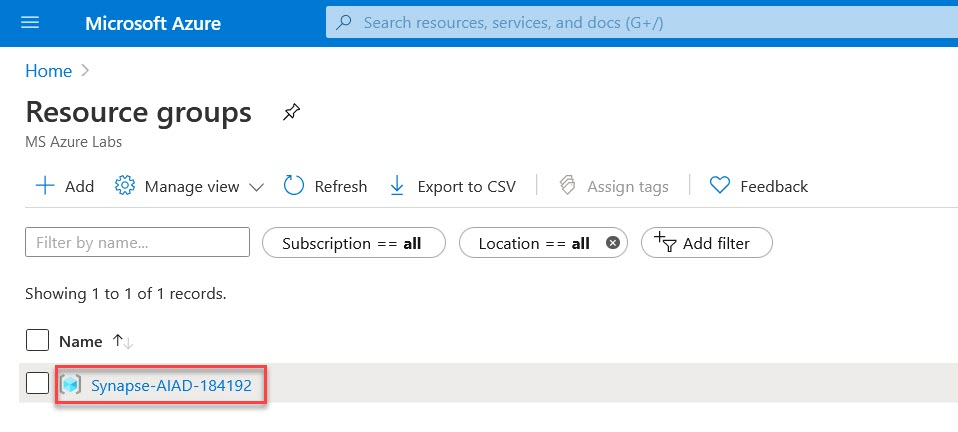 Microsoft Azure Search resources, services, and docs (G+/)
Home
Resource groups
MS Azure Labs
Add Manage view Refresh Export to CSV Assign tags Feedback
Filter by name... Subscription == all Location == all Add filter
Showing 1 to 1 of 1 records.
Name
Synapse-AIAD-184192